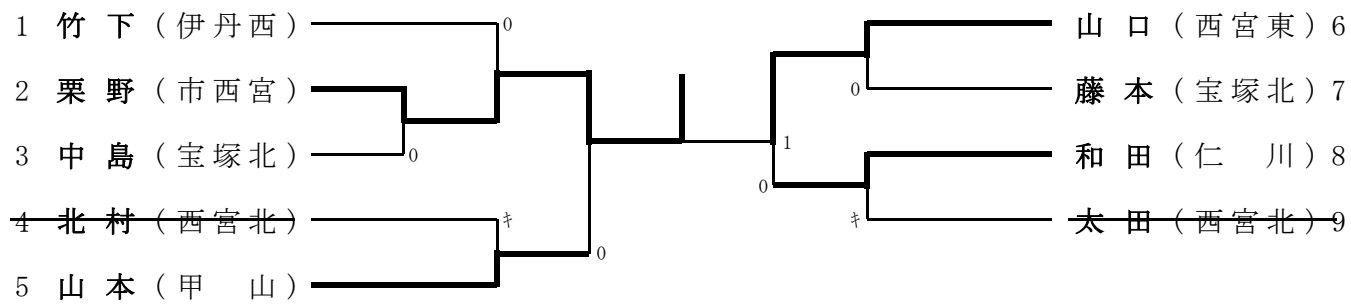 1 竹下 (伊丹西) 0
2 栗野 (市西宮)
3 中島 (宝塚北) 0
4 北村 (西宮北) キ
0
5 山本 (甲 山)
山口 (西宮東) 6
0 藤本 (宝塚北) 7
1
和田 (仁 川) 8
0
キ 太田 (西宮北) 9